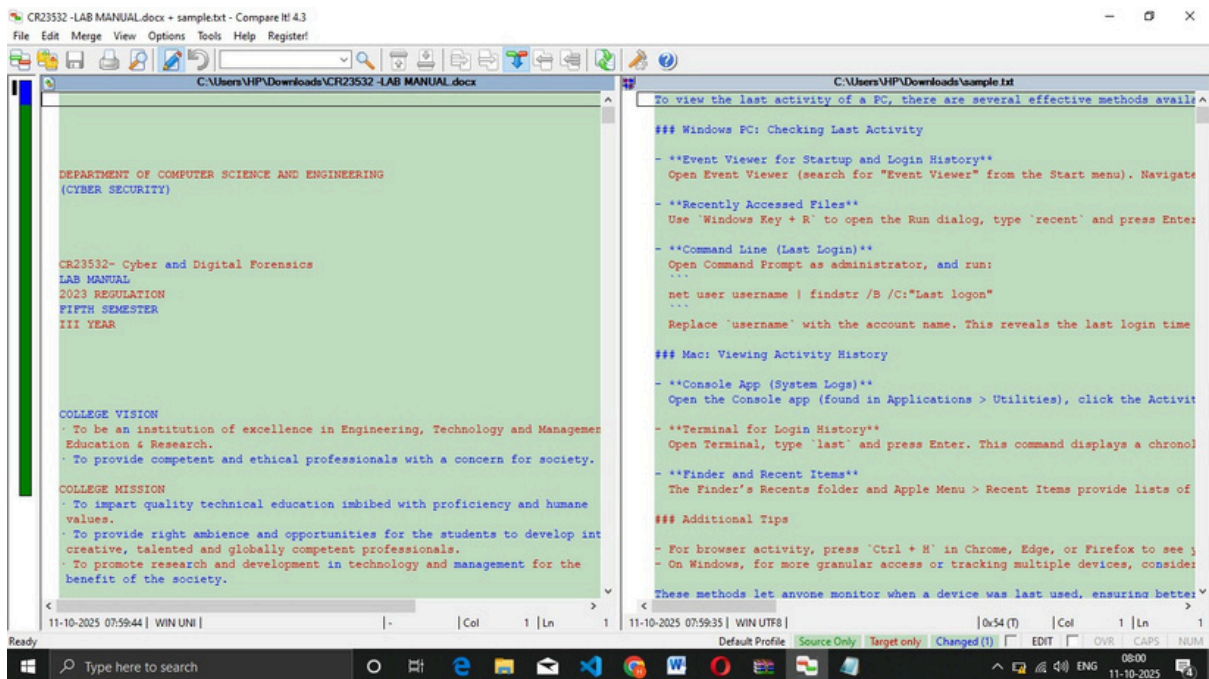 CR23532 -LAB MANUAL.docx + sample.txt - Compare It! 4.3
File Edit Merge View Options Tools Help Register!
C:\Users\HP\Downloads\CR23532 -LAB MANUAL.docx
DEPARTMENT OF COMPUTER SCIENCE AND ENGINEERING
(CYBER SECURITY)
CR23532- Cyber and Digital Forensics
LAB MANUAL
2023 REGULATION
FIFTH SEMESTER
III YEAR
COLLEGE VISION
· To be an institution of excellence in Engineering, Technology and Managemen
Education & Research.
· To provide competent and ethical professionals with a concern for society.
COLLEGE MISSION
· To impart quality technical education imbibed with proficiency and humane
values.
· To provide right ambience and opportunities for the students to develop int
creative, talented and globally competent professionals.
· To promote research and development in technology and management for the
benefit of the society.
11-10-2025 07:59:44 | WIN UNI | - | Col 1 | Ln 1
C:\Users\HP\Downloads\sample.txt
To view the last activity of a PC, there are several effective methods availa
### Windows PC: Checking Last Activity
- **Event Viewer for Startup and Login History**
Open Event Viewer (search for "Event Viewer" from the Start menu). Navigate
- **Recently Accessed Files**
Use `Windows Key + R` to open the Run dialog, type `recent` and press Enter
- **Command Line (Last Login)**
Open Command Prompt as administrator, and run:
```
net user username | findstr /B /C:"Last logon"
```
Replace `username` with the account name. This reveals the last login time
### Mac: Viewing Activity History
- **Console App (System Logs)**
Open the Console app (found in Applications > Utilities), click the Activit
- **Terminal for Login History**
Open Terminal, type `last` and press Enter. This command displays a chronol
- **Finder and Recent Items**
The Finder's Recents folder and Apple Menu > Recent Items provide lists of
### Additional Tips
- For browser activity, press `Ctrl + H` in Chrome, Edge, or Firefox to see y
- On Windows, for more granular access or tracking multiple devices, consider
These methods let anyone monitor when a device was last used, ensuring better
11-10-2025 07:59:35 | WIN UTF8 | 0x54 (T) | Col 1 | Ln 1
Ready Default Profile Source Only Target only Changed (1) EDIT OVR CAPS NUM
Type here to search ENG 08:00
11-10-2025